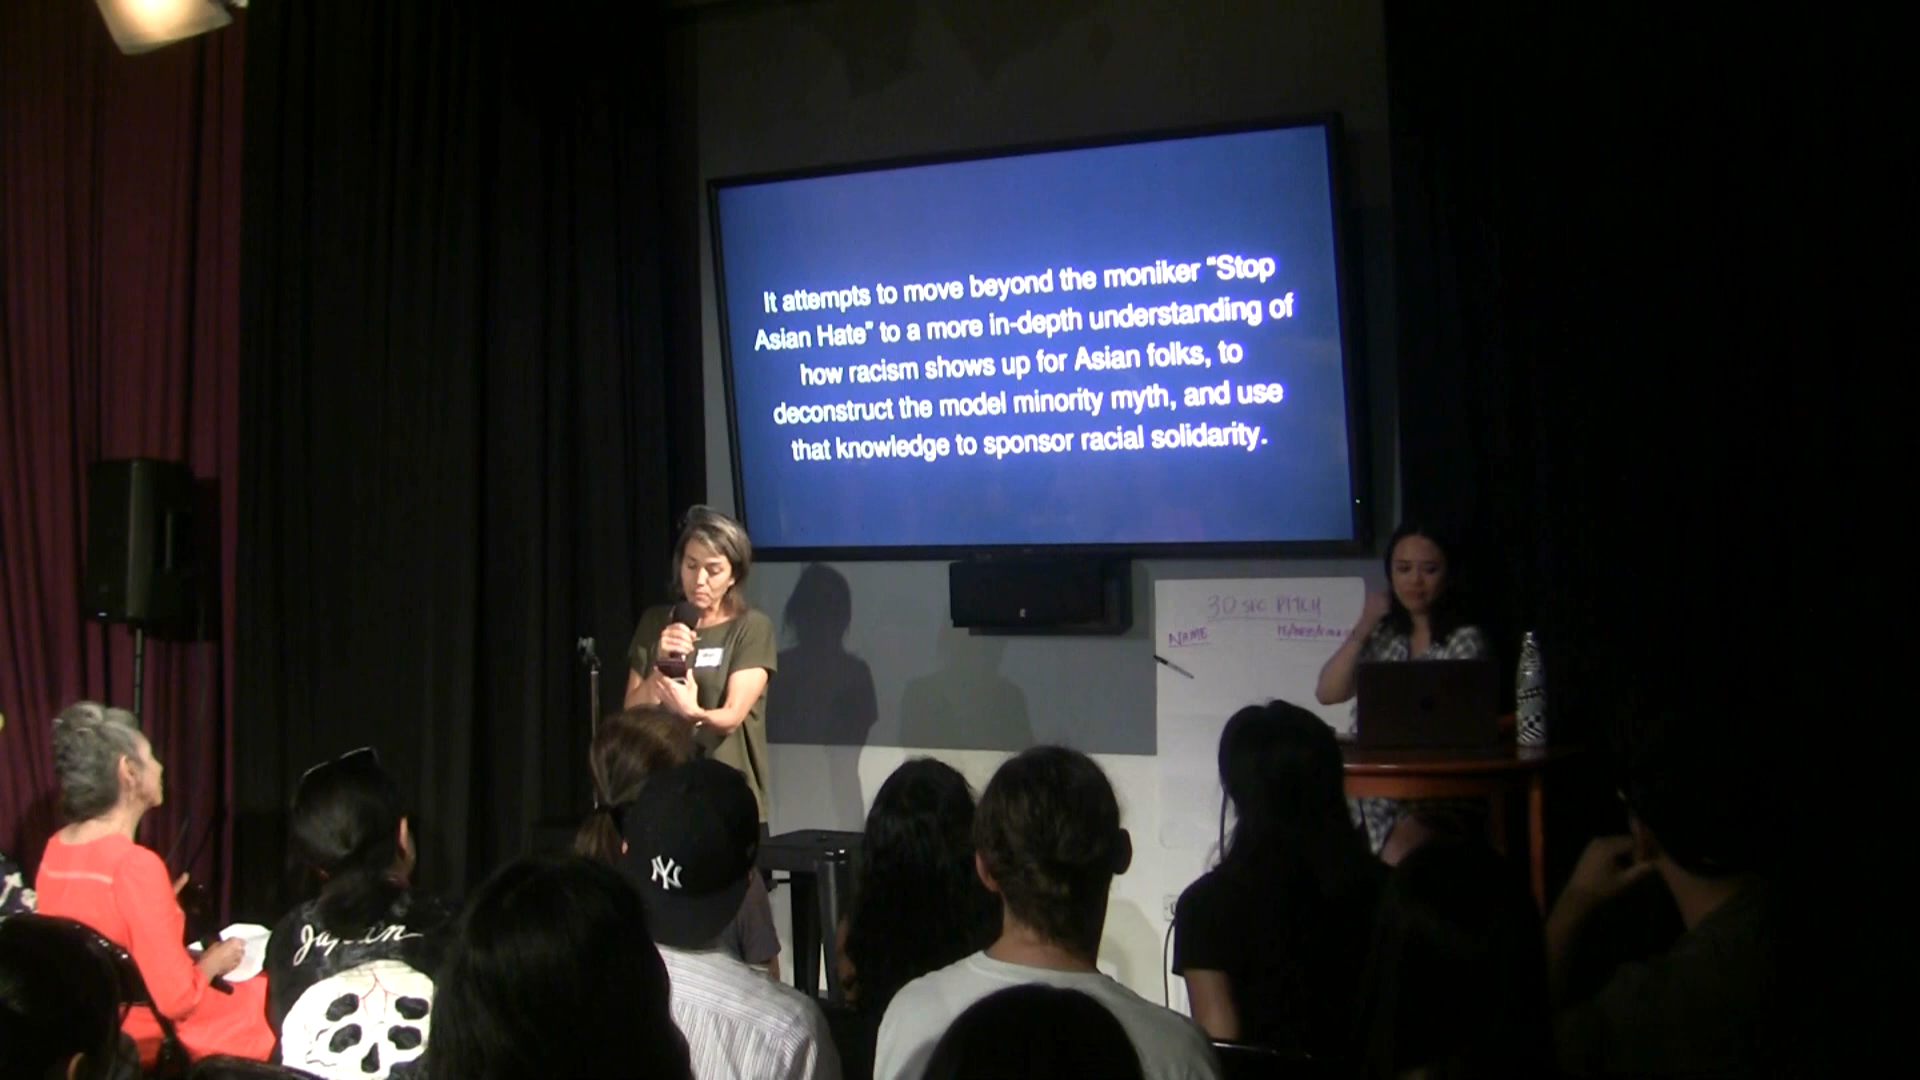 It attempts to move beyond the moniker “Stop
Asian Hate” to a more in-depth understanding of
how racism shows up for Asian folks, to
deconstruct the model minority myth, and use
that knowledge to sponsor racial solidarity.
30 SEC PITCH
NAME
NY
Japan